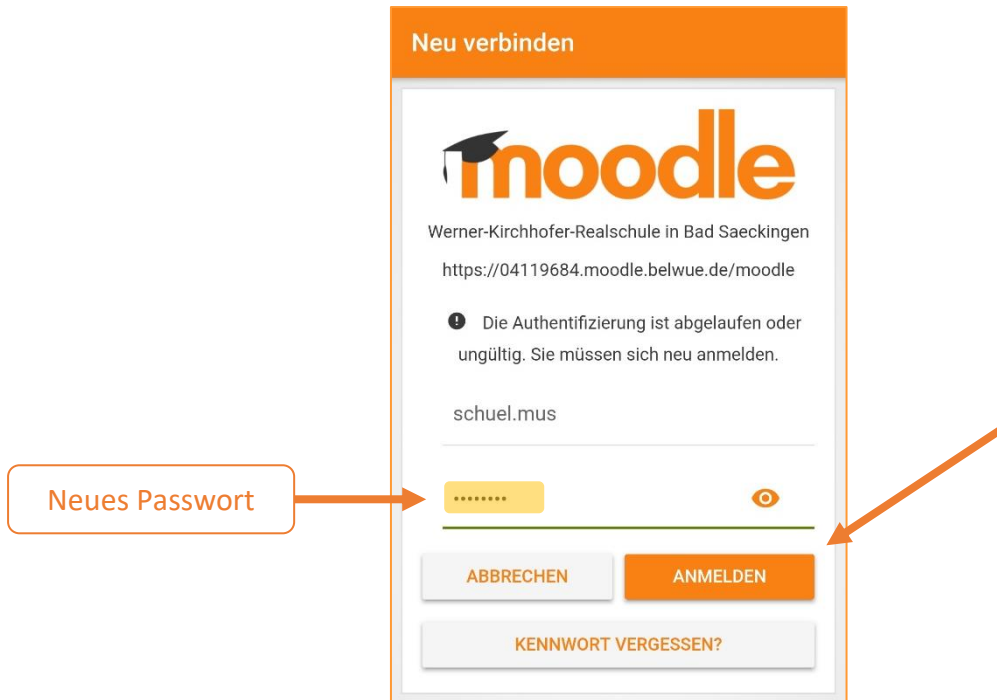 Neu verbinden
moodle
Werner-Kirchhofer-Realschule in Bad Saeckingen
https://04119684.moodle.belwue.de/moodle
Die Authentifizierung ist abgelaufen oder
ungültig. Sie müssen sich neu anmelden.
schuel.mus
Neues Passwort
••••••••
ABBRECHEN
ANMELDEN
KENNWORT VERGESSEN?